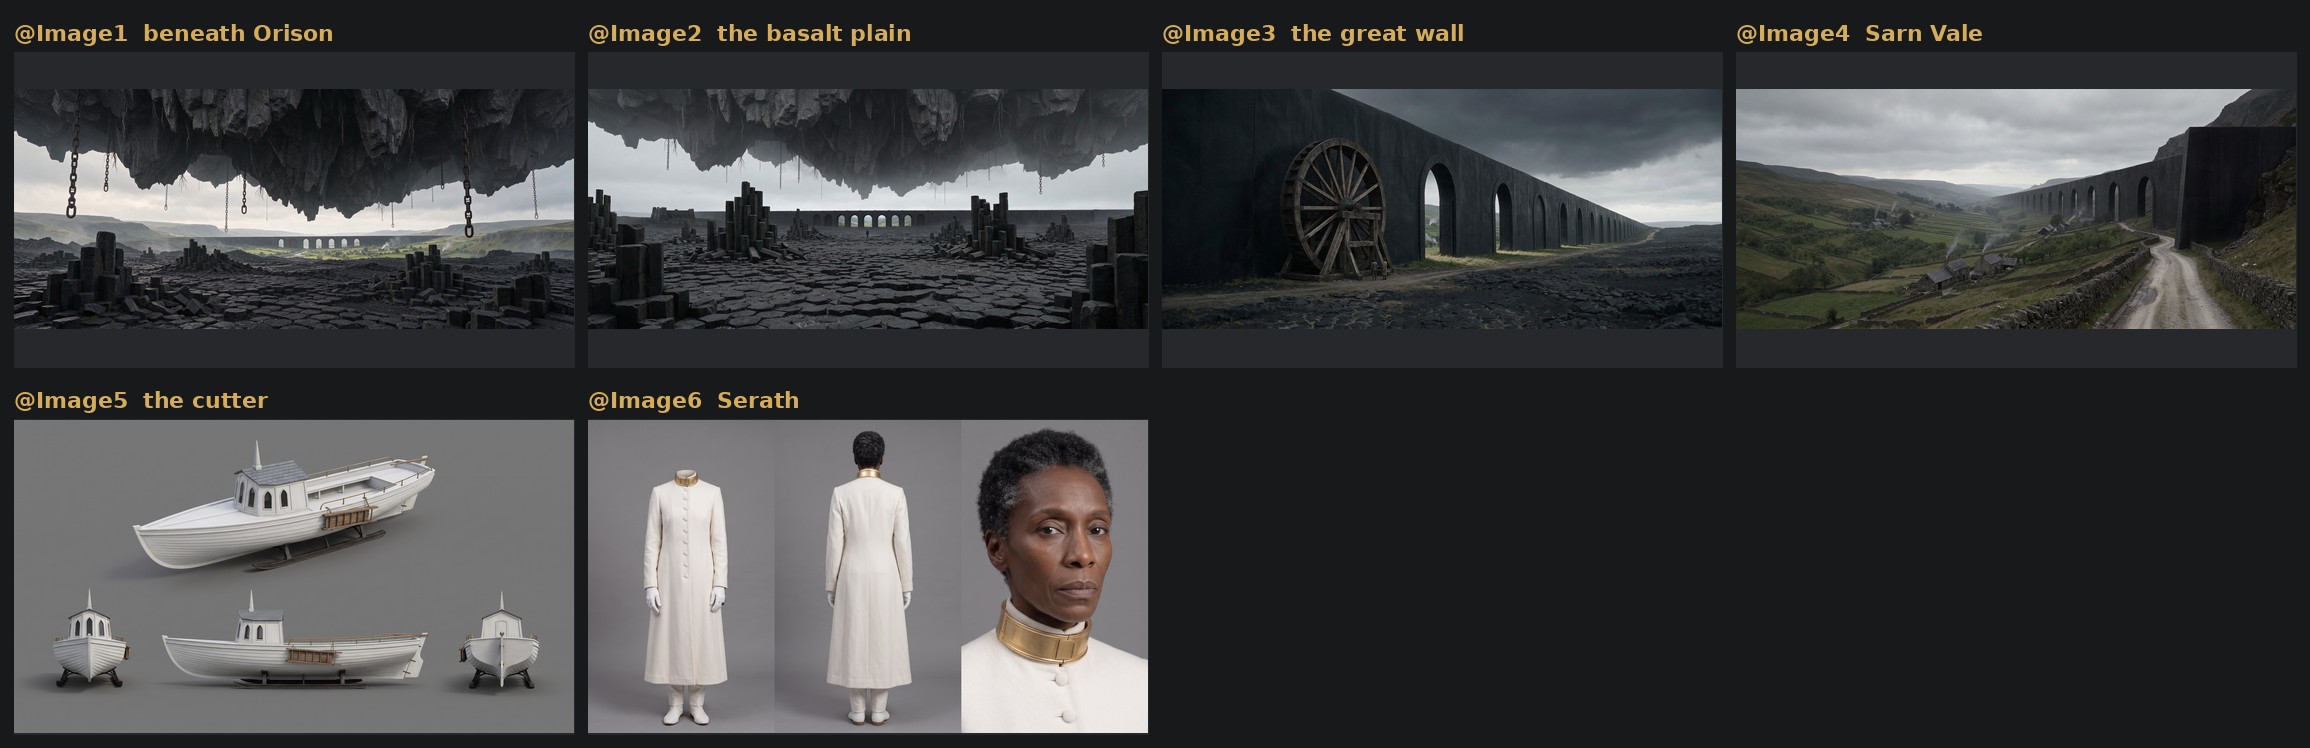 @Image1 beneath Orison
@Image2 the basalt plain
@Image3 the great wall
@Image4 Sarn Vale
@Image5 the cutter
@Image6 Serath